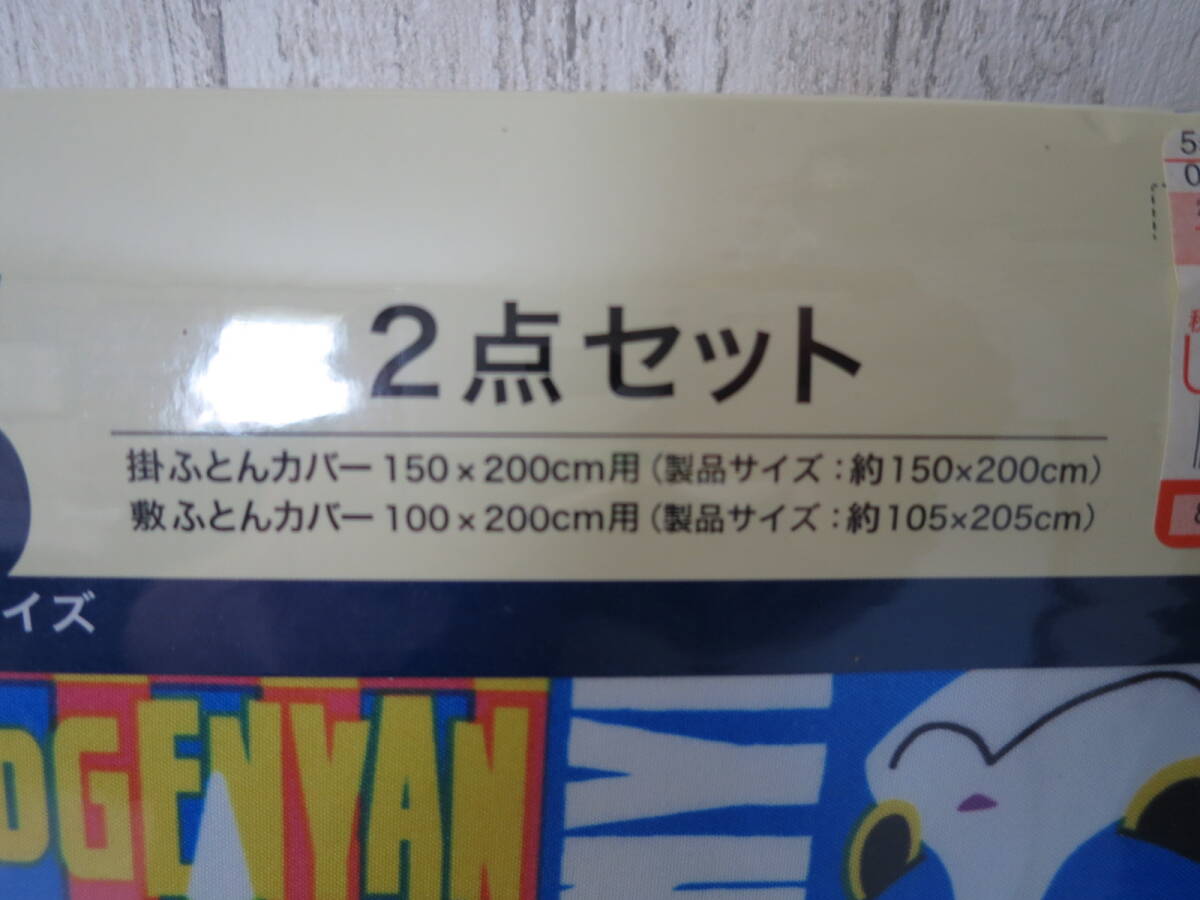 2点セット
掛ふとんカバー150×200cm用（製品サイズ：約150×200cm）
敷ふとんカバー100×200cm用（製品サイズ：約105×205cm）
イズ
OGENYAN